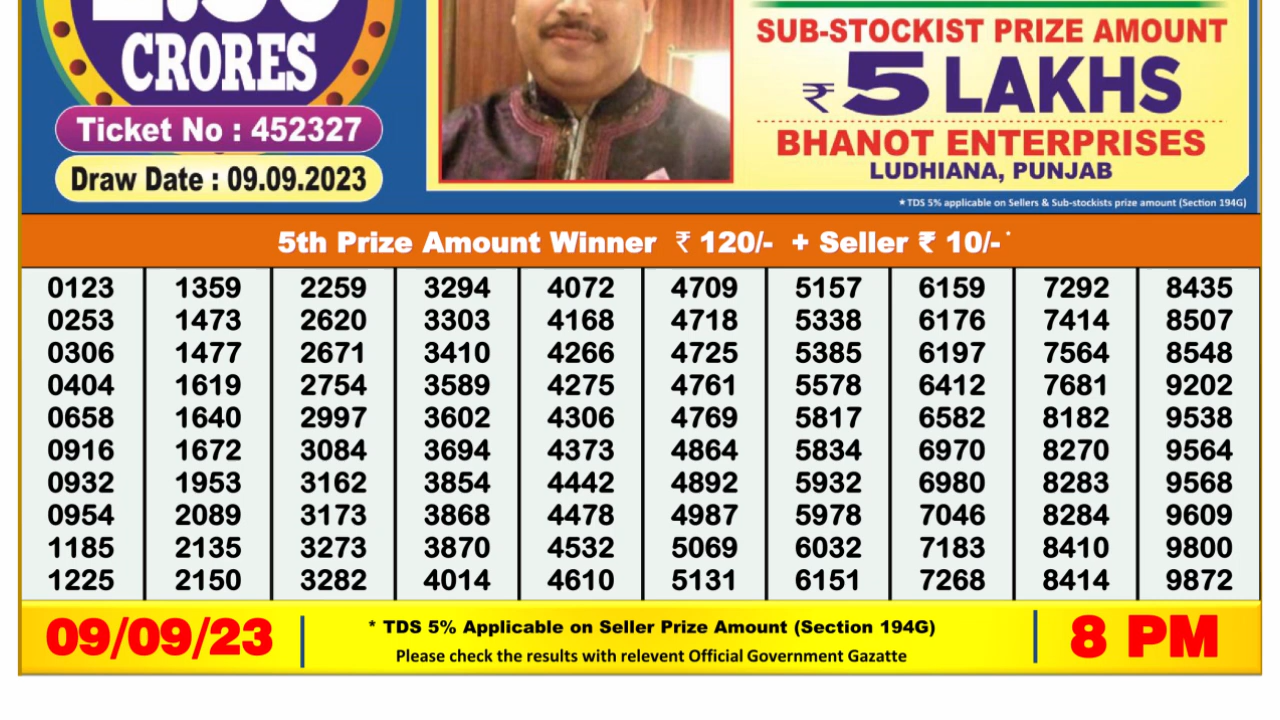 CRORES
Ticket No : 452327
Draw Date : 09.09.2023
SUB-STOCKIST PRIZE AMOUNT
₹ 5 LAKHS
BHANOT ENTERPRISES
LUDHIANA, PUNJAB
★ TDS 5% applicable on Sellers & Sub-stockists prize amount (Section 194G)
5th Prize Amount Winner ₹ 120/- + Seller ₹ 10/- *
0123 1359 2259 3294 4072 4709 5157 6159 7292 8435
0253 1473 2620 3303 4168 4718 5338 6176 7414 8507
0306 1477 2671 3410 4266 4725 5385 6197 7564 8548
0404 1619 2754 3589 4275 4761 5578 6412 7681 9202
0658 1640 2997 3602 4306 4769 5817 6582 8182 9538
0916 1672 3084 3694 4373 4864 5834 6970 8270 9564
0932 1953 3162 3854 4442 4892 5932 6980 8283 9568
0954 2089 3173 3868 4478 4987 5978 7046 8284 9609
1185 2135 3273 3870 4532 5069 6032 7183 8410 9800
1225 2150 3282 4014 4610 5131 6151 7268 8414 9872
09/09/23
* TDS 5% Applicable on Seller Prize Amount (Section 194G)
Please check the results with relevent Official Government Gazatte
8 PM